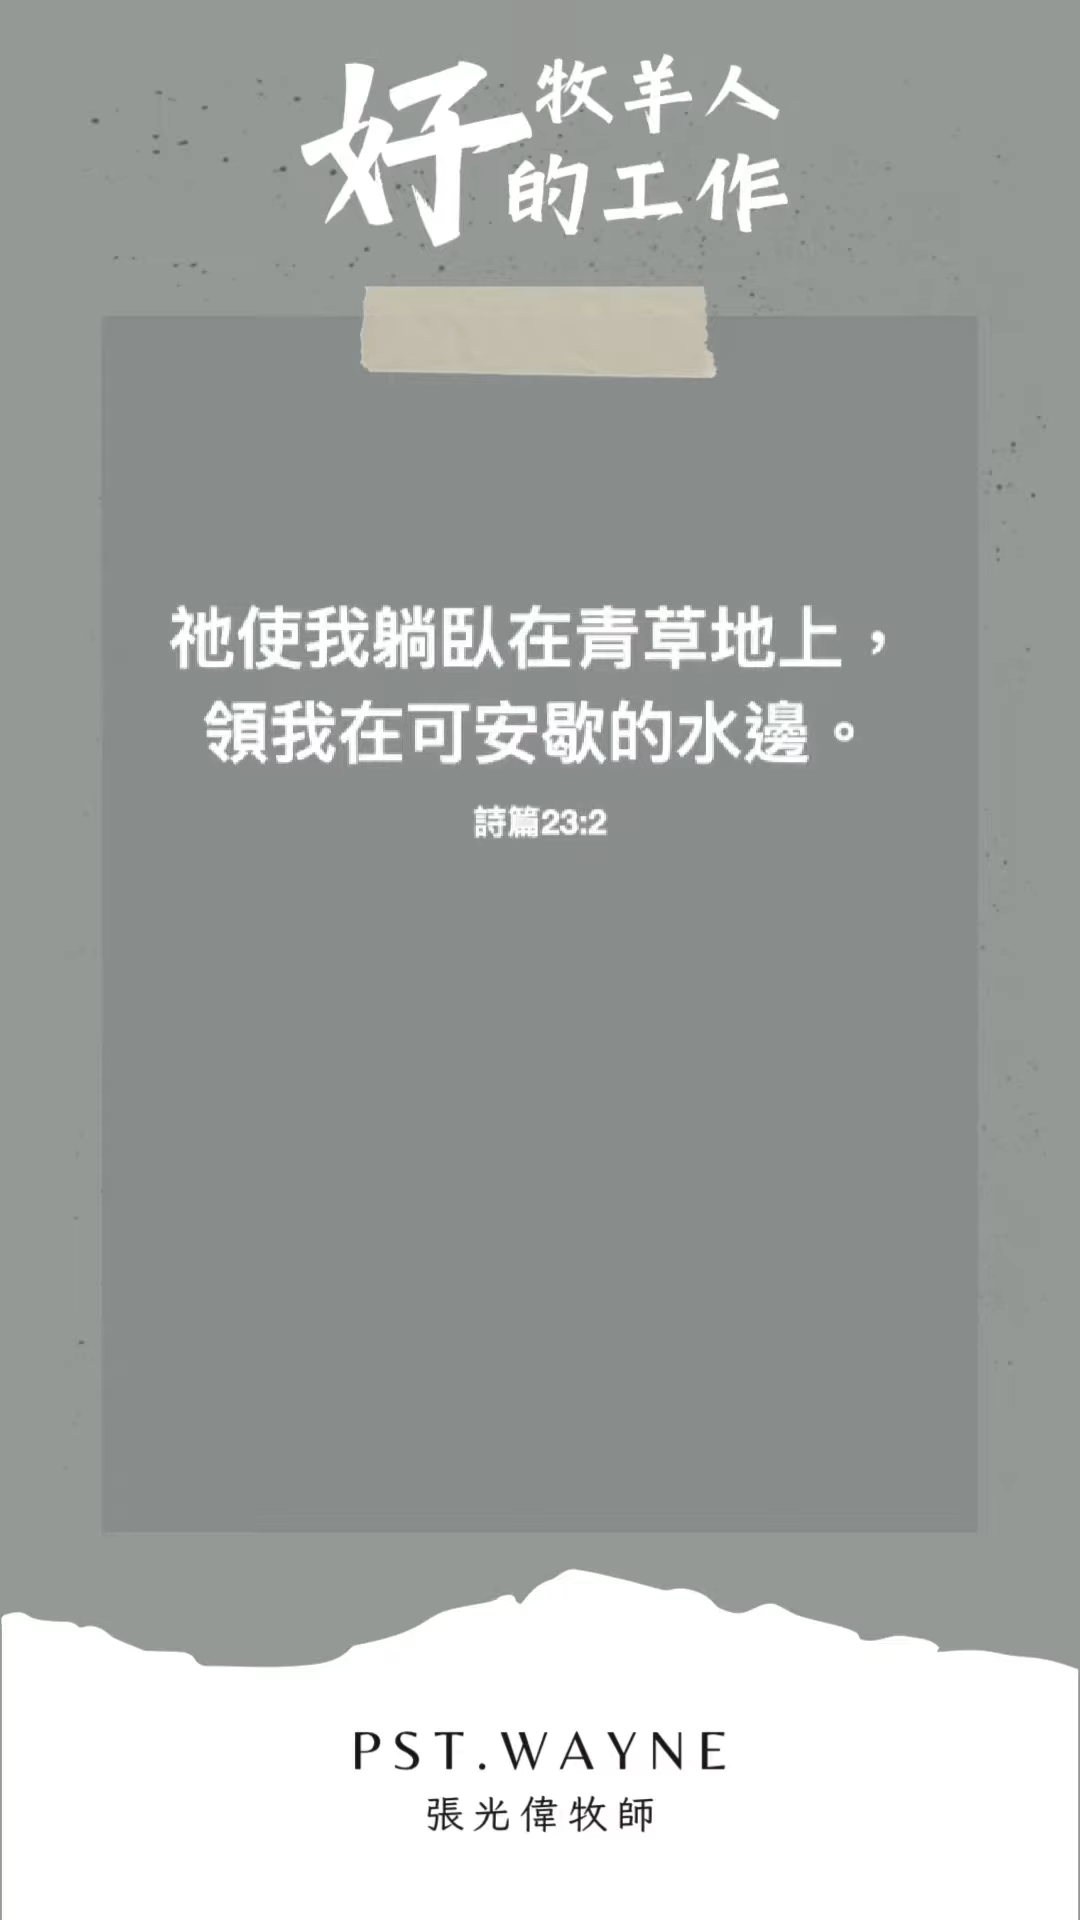 好牧羊人
的工作
祂使我躺臥在青草地上，
領我在可安歇的水邊。
詩篇23:2
PST.WAYNE
張光偉牧師